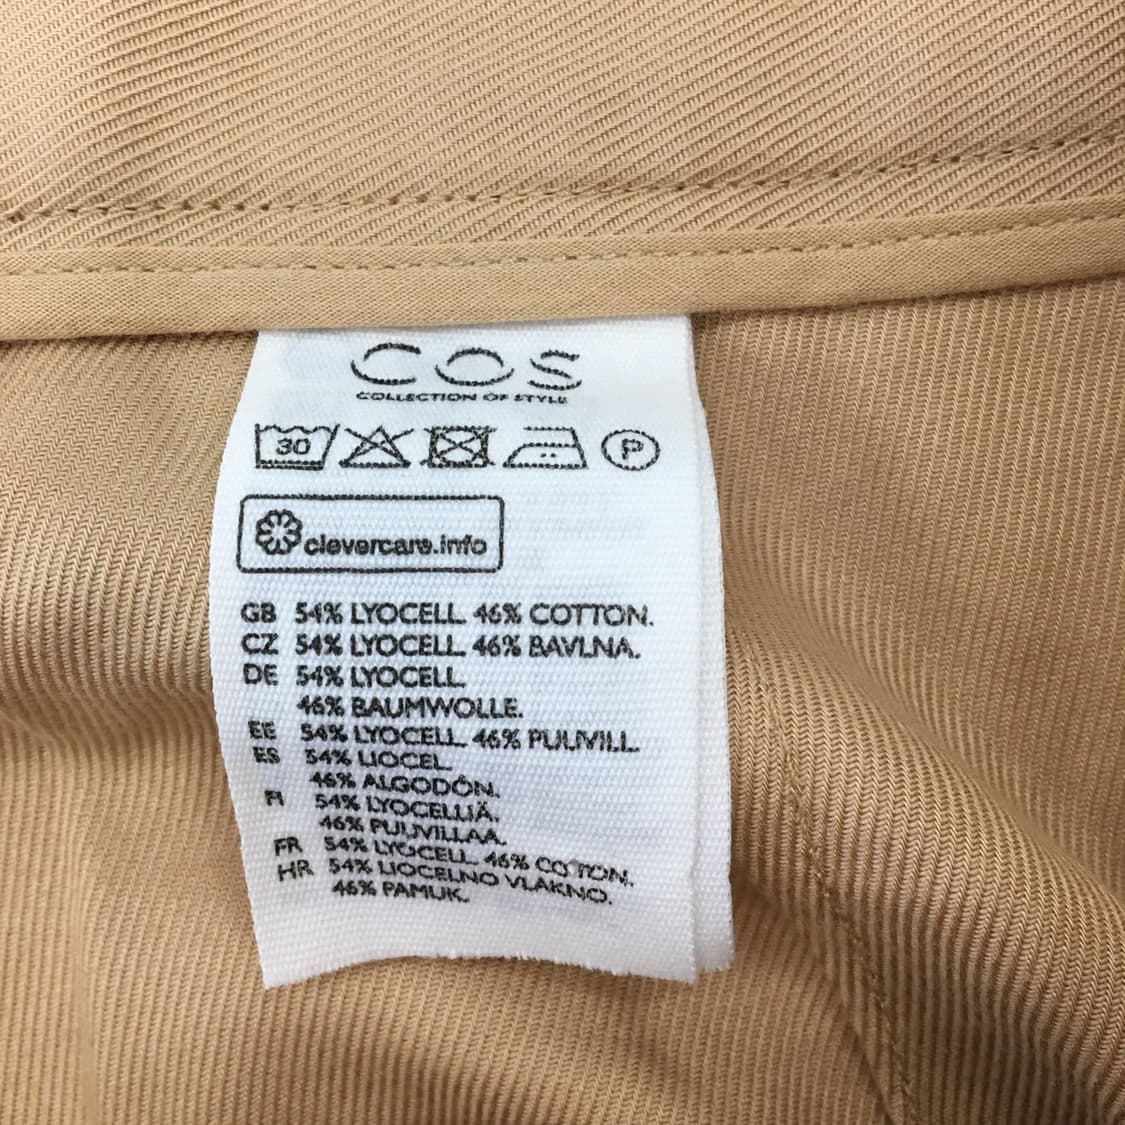 COS
COLLECTION OF STYLE
30 P
clevercare.info
GB 54% LYOCELL. 46% COTTON.
CZ 54% LYOCELL. 46% BAVLNA.
DE 54% LYOCELL.
46% BAUMWOLLE.
EE 54% LYOCELL. 46% PUUVILL.
ES 54% LIOCEL.
46% ALGODÓN.
FI 54% LYOCELLIÄ.
46% PUUVILLAA.
FR 54% LYOCELL. 46% COTON.
HR 54% LIOCELNO VLAKNO.
46% PAMUK.